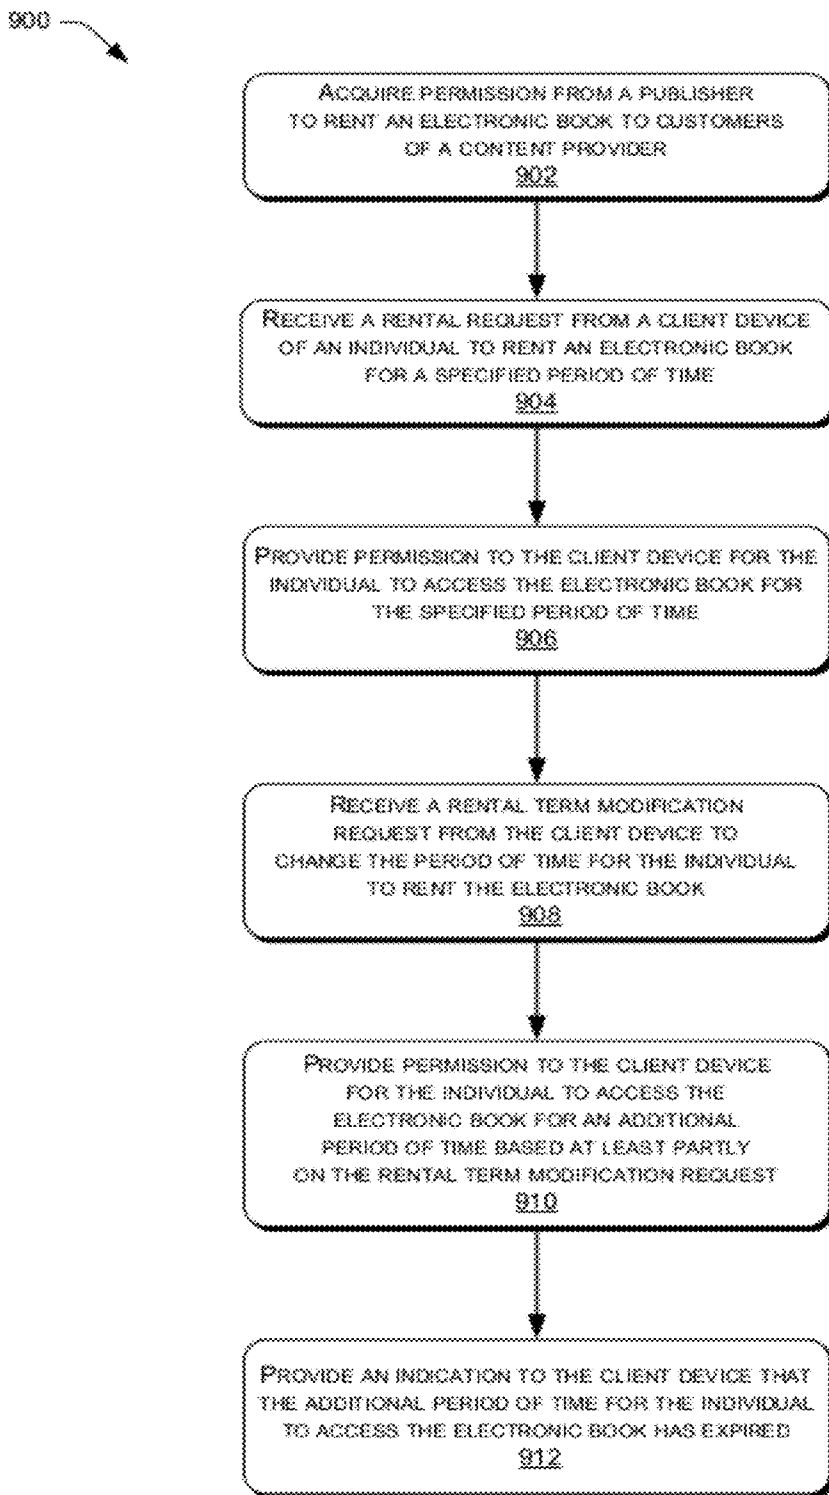 900
ACQUIRE PERMISSION FROM A PUBLISHER
TO RENT AN ELECTRONIC BOOK TO CUSTOMERS
OF A CONTENT PROVIDER
902
RECEIVE A RENTAL REQUEST FROM A CLIENT DEVICE
OF AN INDIVIDUAL TO RENT AN ELECTRONIC BOOK
FOR A SPECIFIED PERIOD OF TIME
904
PROVIDE PERMISSION TO THE CLIENT DEVICE FOR THE
INDIVIDUAL TO ACCESS THE ELECTRONIC BOOK FOR
THE SPECIFIED PERIOD OF TIME
906
RECEIVE A RENTAL TERM MODIFICATION
REQUEST FROM THE CLIENT DEVICE TO
CHANGE THE PERIOD OF TIME FOR THE INDIVIDUAL
TO RENT THE ELECTRONIC BOOK
908
PROVIDE PERMISSION TO THE CLIENT DEVICE
FOR THE INDIVIDUAL TO ACCESS THE
ELECTRONIC BOOK FOR AN ADDITIONAL
PERIOD OF TIME BASED AT LEAST PARTLY
ON THE RENTAL TERM MODIFICATION REQUEST
910
PROVIDE AN INDICATION TO THE CLIENT DEVICE THAT
THE ADDITIONAL PERIOD OF TIME FOR THE INDIVIDUAL
TO ACCESS THE ELECTRONIC BOOK HAS EXPIRED
912